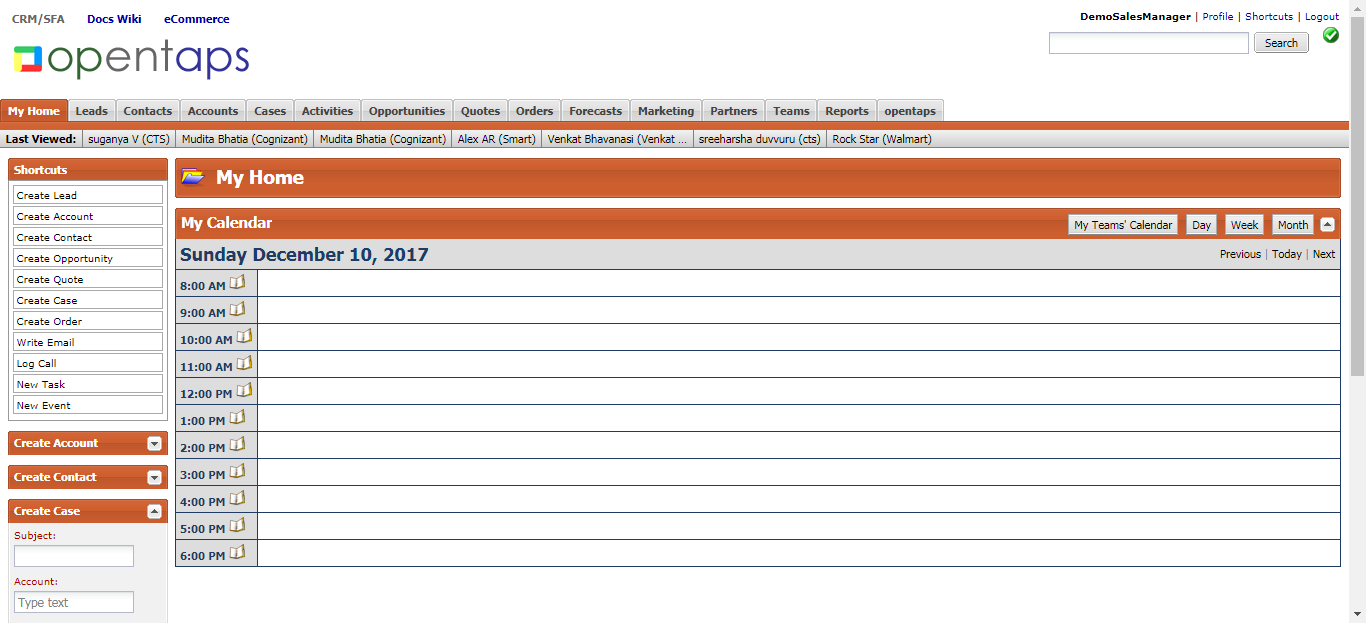 CRM/SFA Docs Wiki eCommerce
DemoSalesManager | Profile | Shortcuts | Logout
opentaps
Search
My Home Leads Contacts Accounts Cases Activities Opportunities Quotes Orders Forecasts Marketing Partners Teams Reports opentaps
Last Viewed: suganya V (CTS) Mudita Bhatia (Cognizant) Mudita Bhatia (Cognizant) Alex AR (Smart) Venkat Bhavanasi (Venkat ... sreeharsha duvvuru (cts) Rock Star (Walmart)
Shortcuts
Create Lead
Create Account
Create Contact
Create Opportunity
Create Quote
Create Case
Create Order
Write Email
Log Call
New Task
New Event
Create Account
Create Contact
Create Case
Subject:
Account:
Type text
My Home
My Calendar
My Teams' Calendar Day Week Month
Sunday December 10, 2017
Previous | Today | Next
8:00 AM
9:00 AM
10:00 AM
11:00 AM
12:00 PM
1:00 PM
2:00 PM
3:00 PM
4:00 PM
5:00 PM
6:00 PM